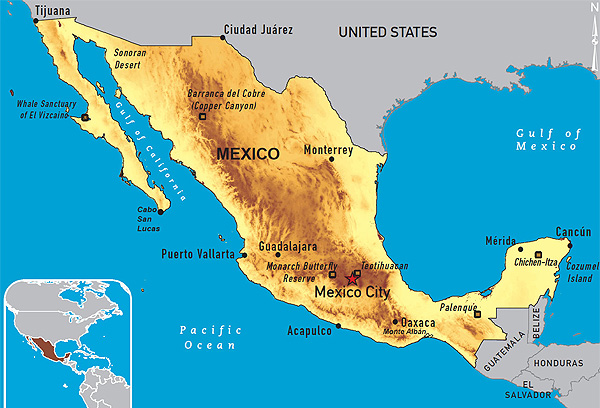 Tijuana
Ciudad Juárez
UNITED STATES
N
Sonoran
Desert
Barranca del Cobre
(Copper Canyon)
Whale Sanctuary
of El Vizcaino
Gulf of California
Gulf of
Mexico
MEXICO
Monterrey
Cabo
San
Lucas
Puerto Vallarta
Guadalajara
Monarch Butterfly
Reserve
Teotihuacan
Mexico City
Mérida
Cancún
Chichen-Itza
Cozumel
Island
Palenque
Pacific
Ocean
Acapulco
Oaxaca
Monte Albán
BELIZE
GUATEMALA
HONDURAS
EL
SALVADOR